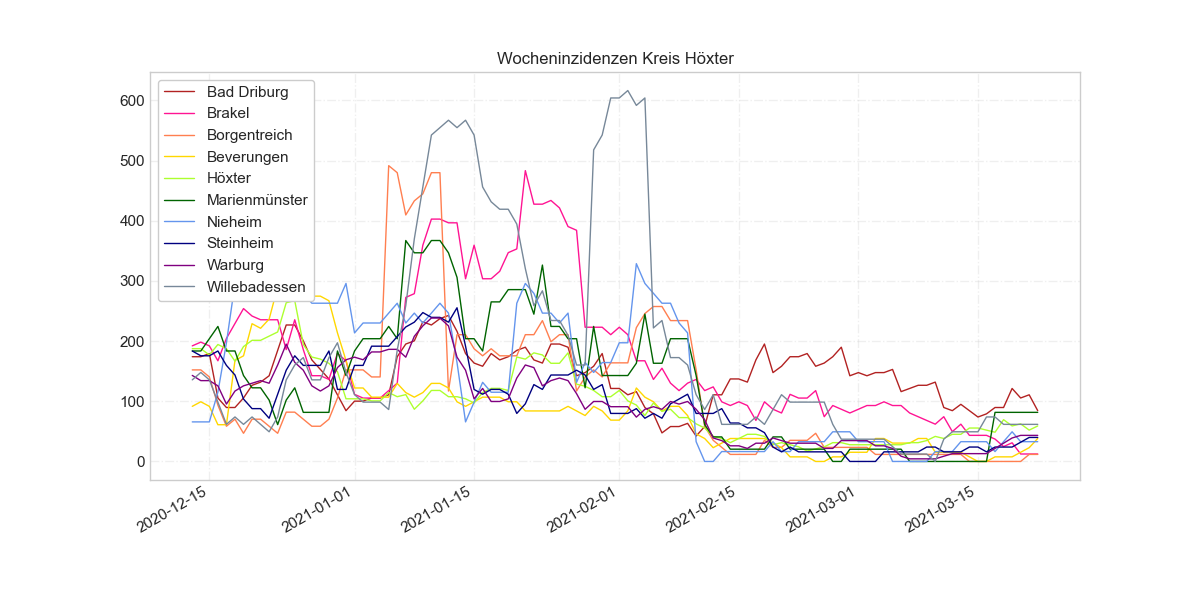 Wocheninzidenzen Kreis Höxter
Bad Driburg
Brakel
Borgentreich
Beverungen
Höxter
Marienmünster
Nieheim
Steinheim
Warburg
Willebadessen
600
500
400
300
200
100
0
2020-12-15
2021-01-01
2021-01-15
2021-02-01
2021-02-15
2021-03-01
2021-03-15